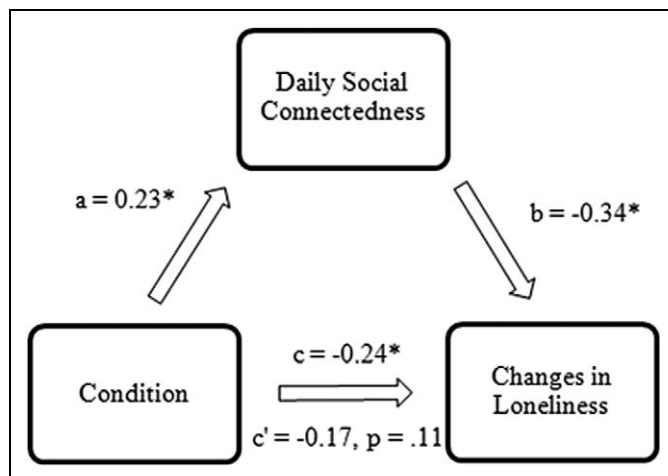 Daily Social
Connectedness
a = 0.23*
b = -0.34*
Condition
c = -0.24*
c' = -0.17, p = .11
Changes in
Loneliness